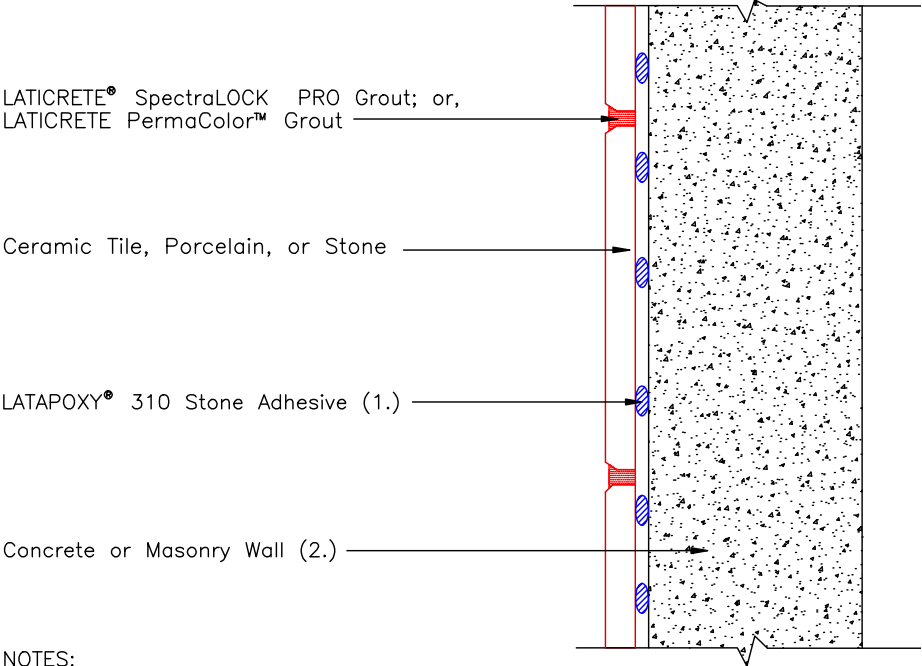 LATICRETE® SpectraLOCK PRO Grout; or,
LATICRETE PermaColor™ Grout
Ceramic Tile, Porcelain, or Stone
LATAPOXY® 310 Stone Adhesive (1.)
Concrete or Masonry Wall (2.)
NOTES: